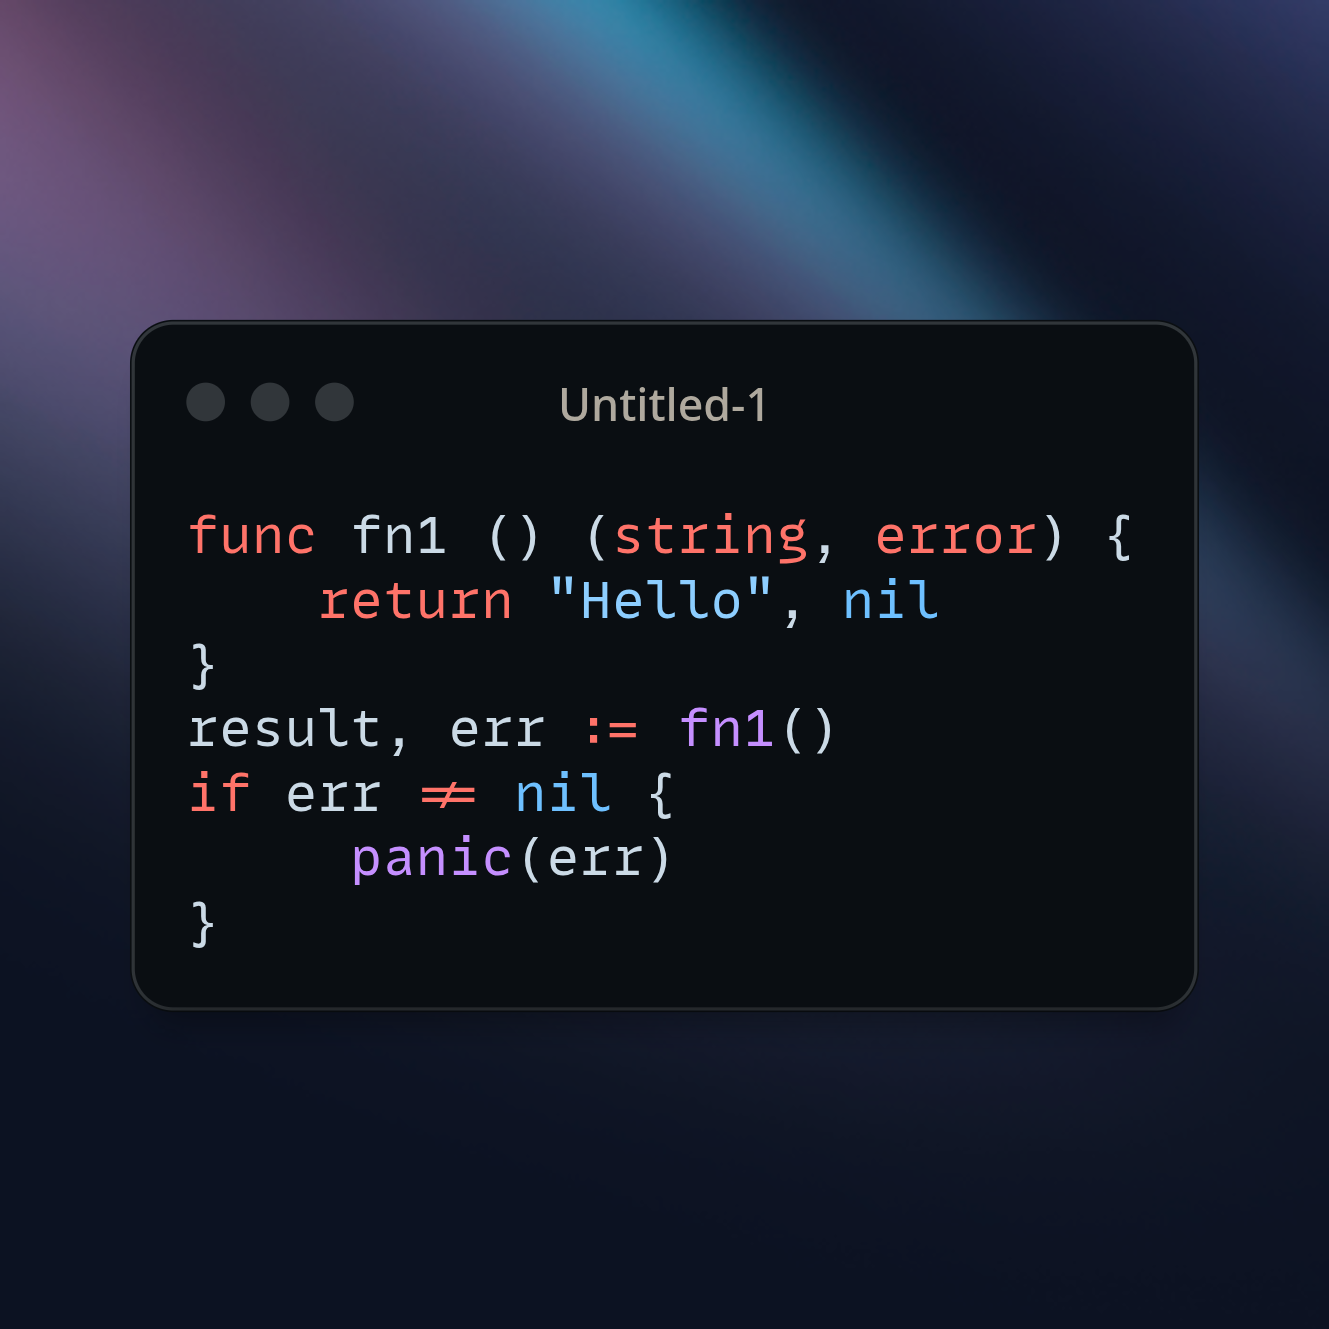 Untitled-1
func fn1 () (string, error) {
    return "Hello", nil
}
result, err := fn1()
if err != nil {
     panic(err)
}